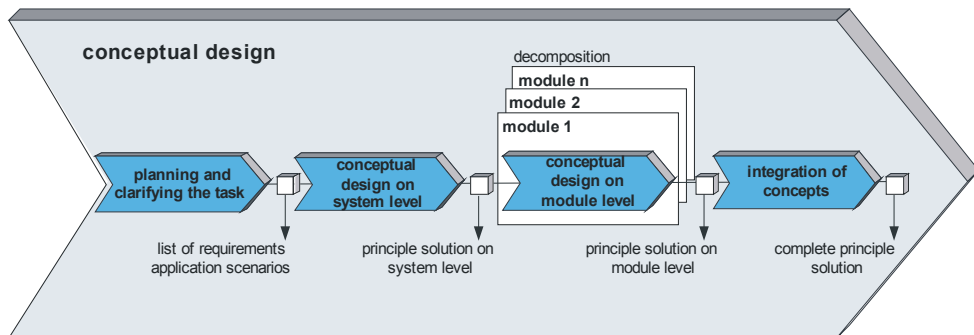 conceptual design
decomposition
module n
module 2
module 1
planning and
clarifying the task
conceptual
design on
system level
conceptual
design on
module level
integration of
concepts
list of requirements
application scenarios
principle solution on
system level
principle solution on
module level
complete principle
solution